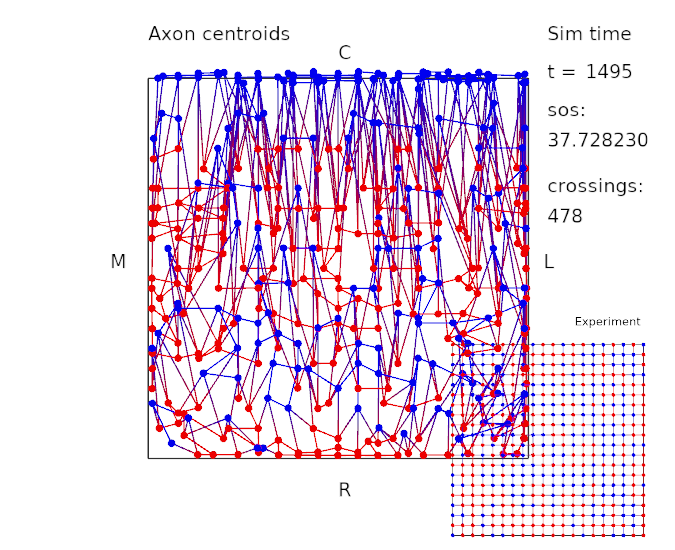 Axon centroids
C
M
L
R
Sim time
t = 1495
sos:
37.728230
crossings:
478
Experiment